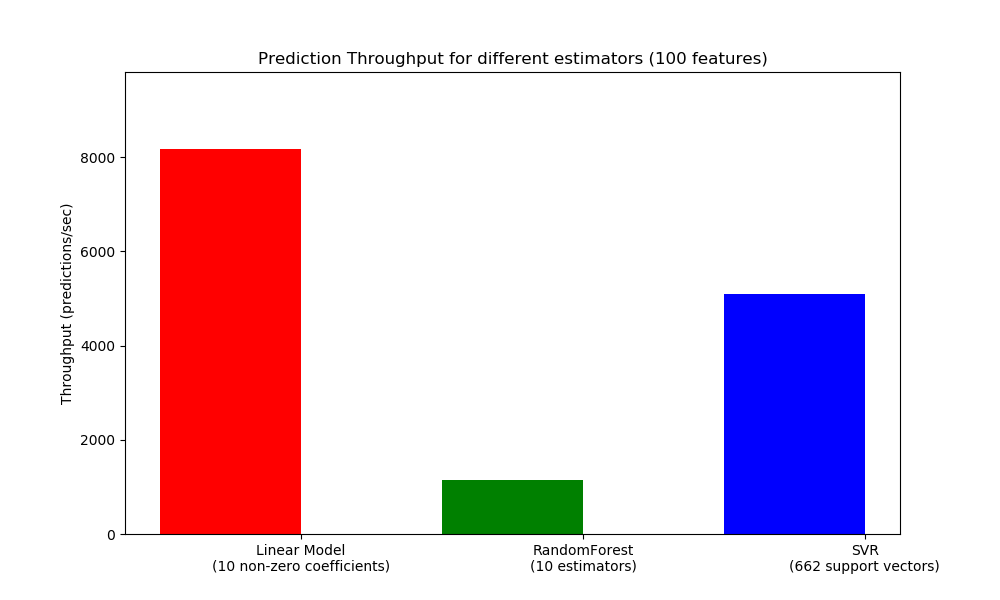 Prediction Throughput for different estimators (100 features)
Throughput (predictions/sec)
8000
6000
4000
2000
0
Linear Model
(10 non-zero coefficients)
RandomForest
(10 estimators)
SVR
(662 support vectors)